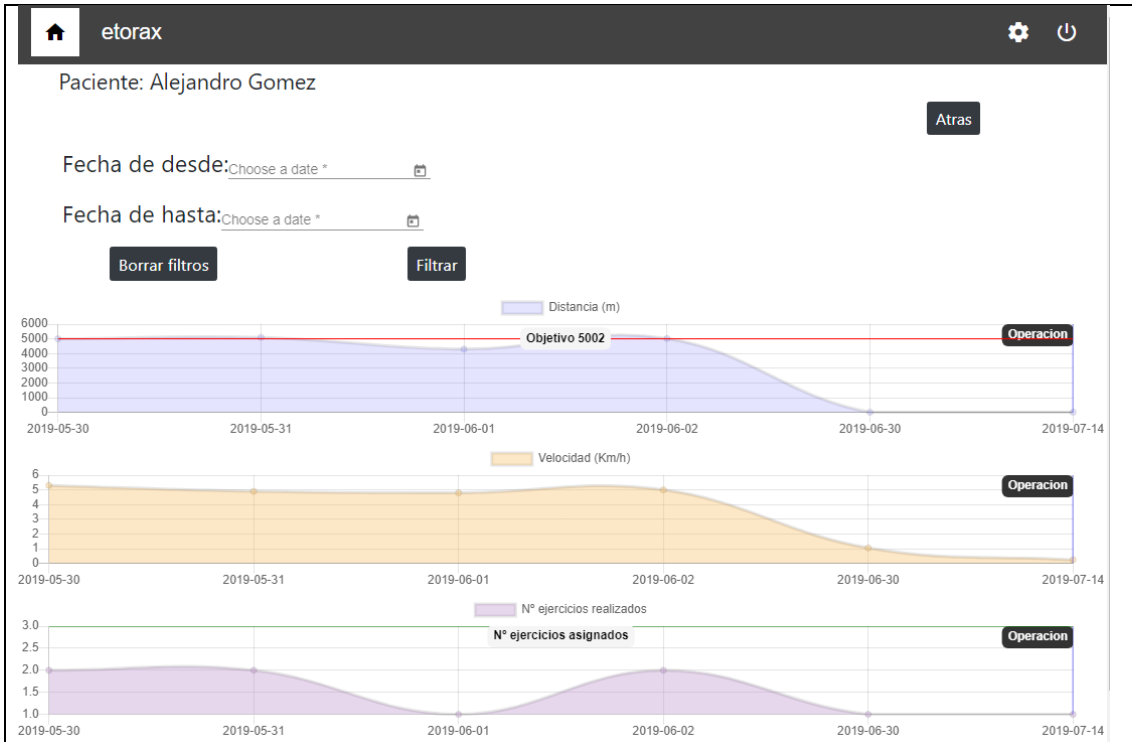 etorax
Paciente: Alejandro Gomez
Atras
Fecha de desde: Choose a date *
Fecha de hasta: Choose a date *
Borrar filtros Filtrar
Distancia (m)
6000
5000 Objetivo 5002 Operacion
4000
3000
2000
1000
0
2019-05-30 2019-05-31 2019-06-01 2019-06-02 2019-06-30 2019-07-14
Velocidad (Km/h)
6
5 Operacion
4
3
2
1
0
2019-05-30 2019-05-31 2019-06-01 2019-06-02 2019-06-30 2019-07-14
Nº ejercicios realizados
3.0 Nº ejercicios asignados Operacion
2.5
2.0
1.5
1.0
2019-05-30 2019-05-31 2019-06-01 2019-06-02 2019-06-30 2019-07-14